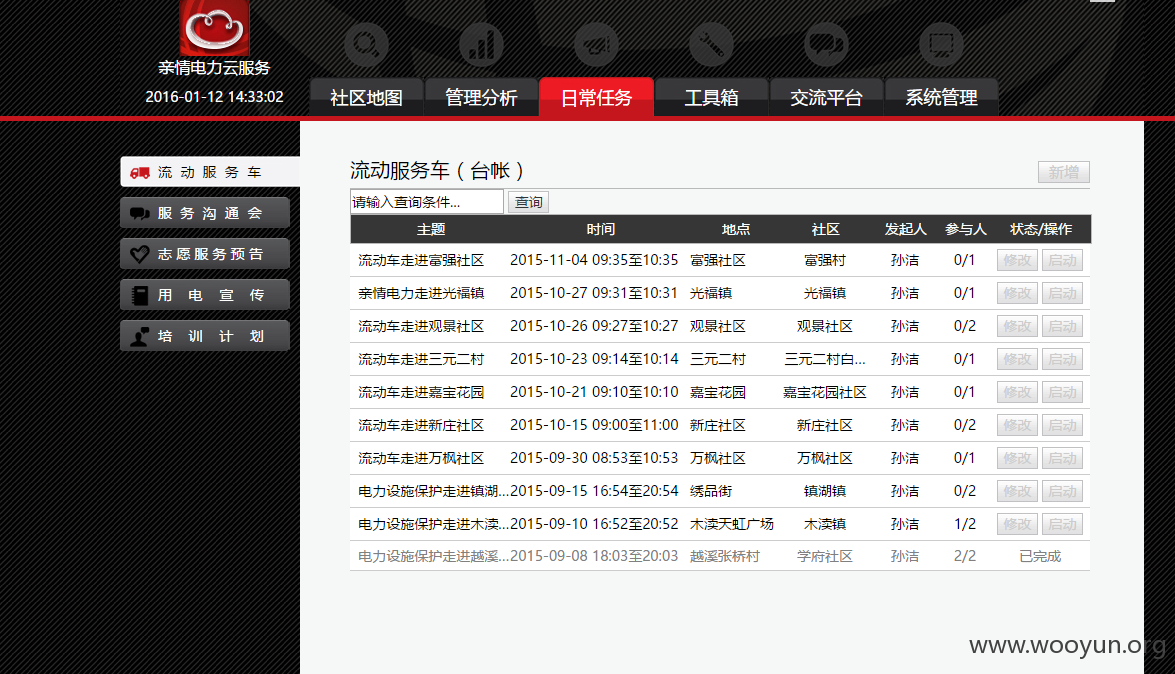 亲情电力云服务
2016-01-12 14:33:02
社区地图 管理分析 日常任务 工具箱 交流平台 系统管理
流动服务车
服务沟通会
志愿服务预告
用电宣传
培训计划
流动服务车（台帐） 新增
请输入查询条件... 查询
主题 时间 地点 社区 发起人 参与人 状态/操作
流动车走进富强社区 2015-11-04 09:35至10:35 富强社区 富强村 孙洁 0/1 修改 启动
亲情电力走进光福镇 2015-10-27 09:31至10:31 光福镇 光福镇 孙洁 0/1 修改 启动
流动车走进观景社区 2015-10-26 09:27至10:27 观景社区 观景社区 孙洁 0/2 修改 启动
流动车走进三元二村 2015-10-23 09:14至10:14 三元二村 三元二村白... 孙洁 0/1 修改 启动
流动车走进嘉宝花园 2015-10-21 09:10至10:10 嘉宝花园 嘉宝花园社区 孙洁 0/1 修改 启动
流动车走进新庄社区 2015-10-15 09:00至11:00 新庄社区 新庄社区 孙洁 0/2 修改 启动
流动车走进万枫社区 2015-09-30 08:53至10:53 万枫社区 万枫社区 孙洁 0/1 修改 启动
电力设施保护走进镇湖... 2015-09-15 16:54至20:54 绣品街 镇湖镇 孙洁 0/2 修改 启动
电力设施保护走进木渎... 2015-09-10 16:52至20:52 木渎天虹广场 木渎镇 孙洁 1/2 修改 启动
电力设施保护走进越溪... 2015-09-08 18:03至20:03 越溪张桥村 学府社区 孙洁 2/2 已完成
www.wooyun.org